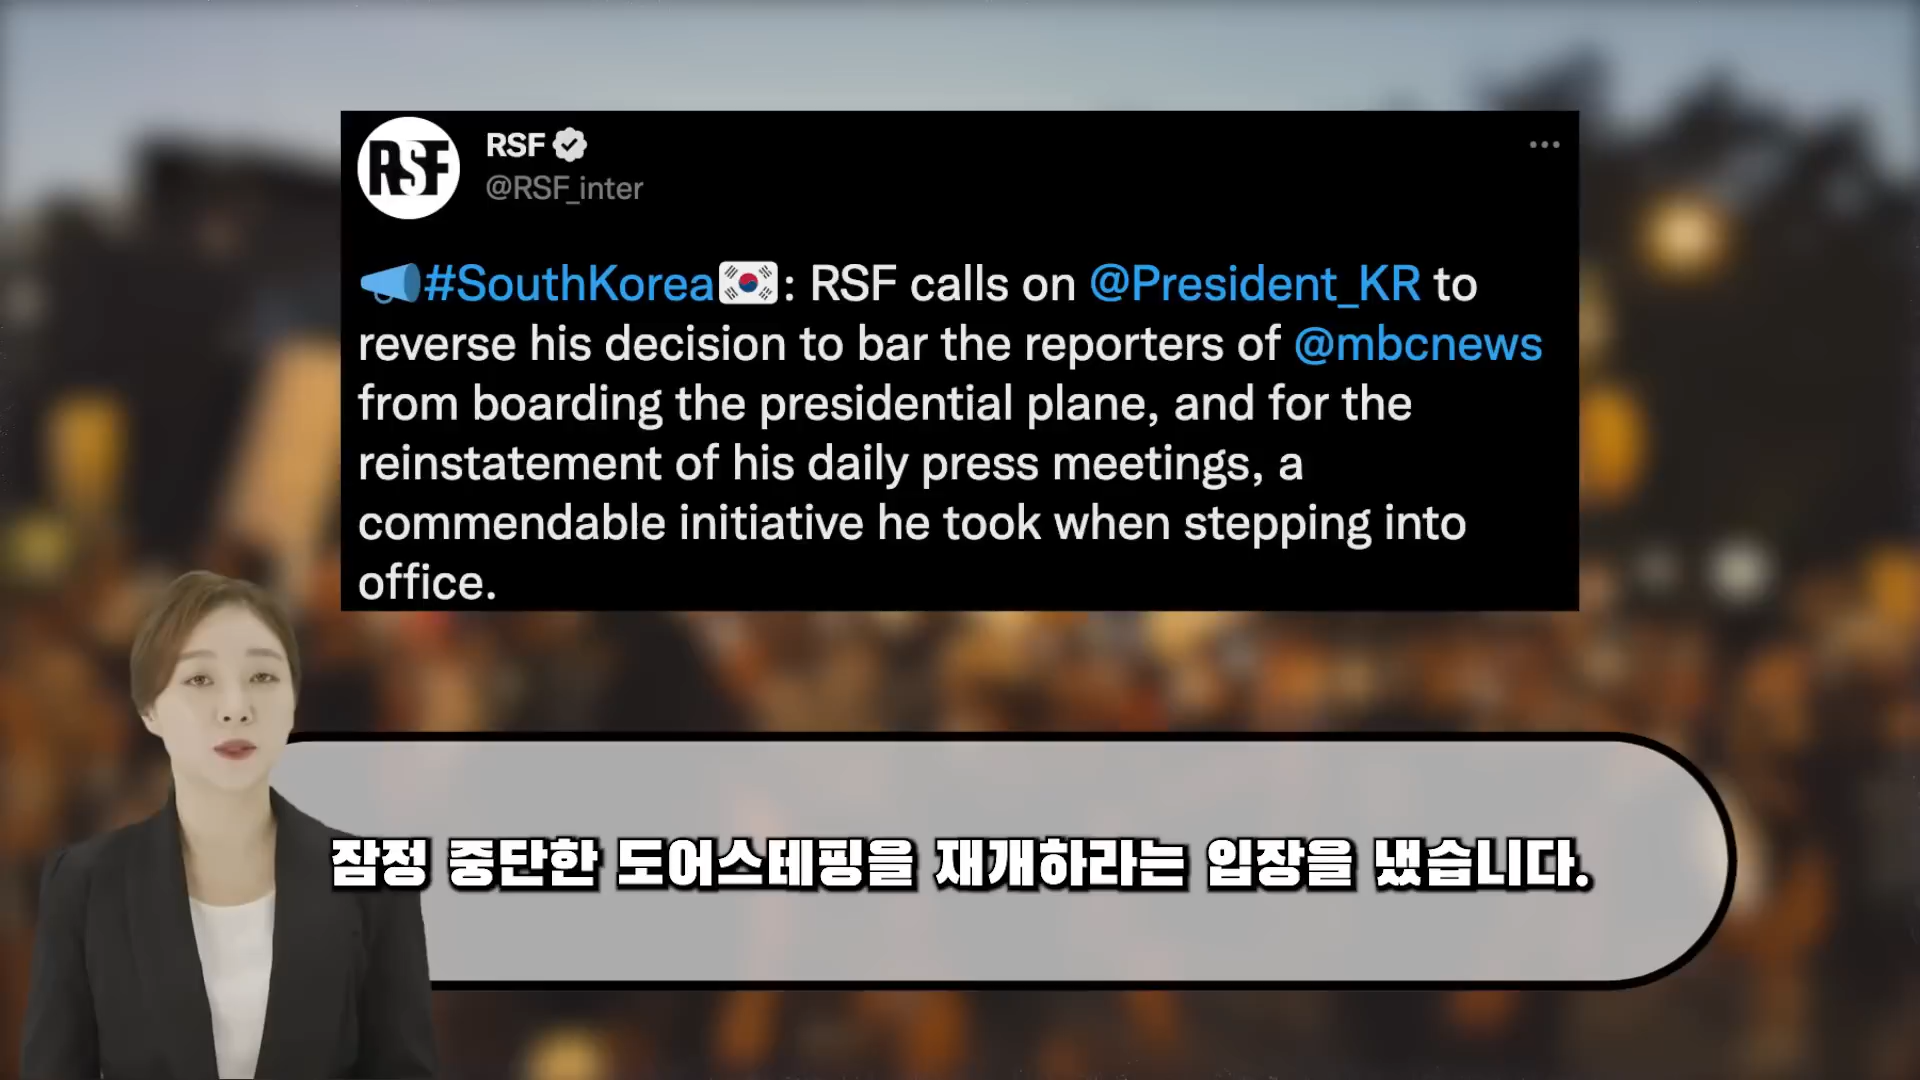 RSF
RSF
@RSF_inter
📣#SouthKorea🇰🇷: RSF calls on @President_KR to
reverse his decision to bar the reporters of @mbcnews
from boarding the presidential plane, and for the
reinstatement of his daily press meetings, a
commendable initiative he took when stepping into
office.
잠정 중단한 도어스테핑을 재개하라는 입장을 냈습니다.